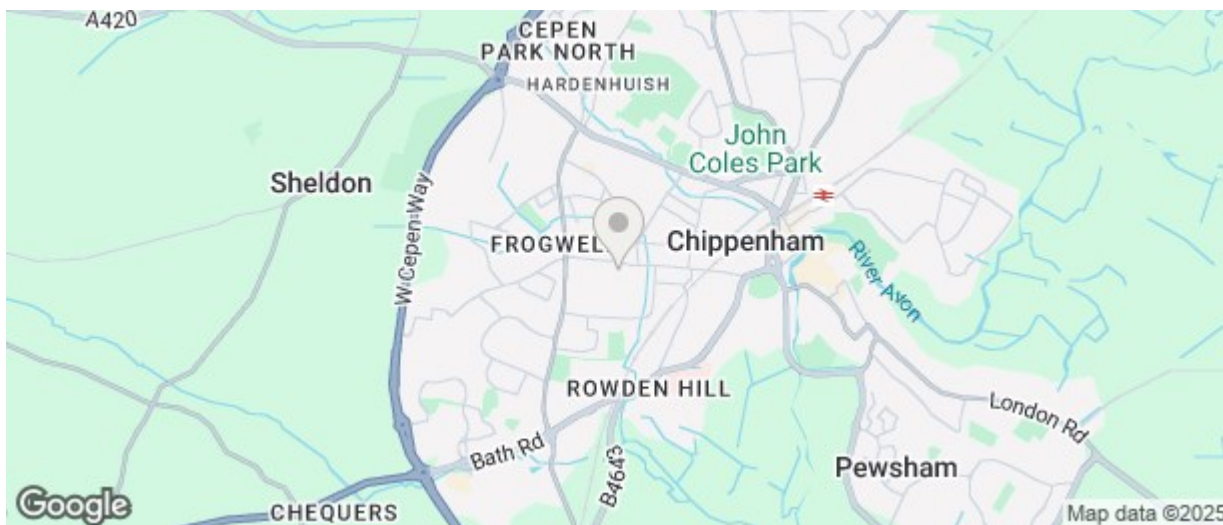 A420
CEPEN
PARK NORTH
HARDENHUISH
John
Coles Park
Sheldon
W Cepen Way
FROGWEL
Chippenham
River Avon
ROWDEN HILL
London Rd
Bath Rd
B4643
Pewsham
CHEQUERS
Google
Map data ©2025